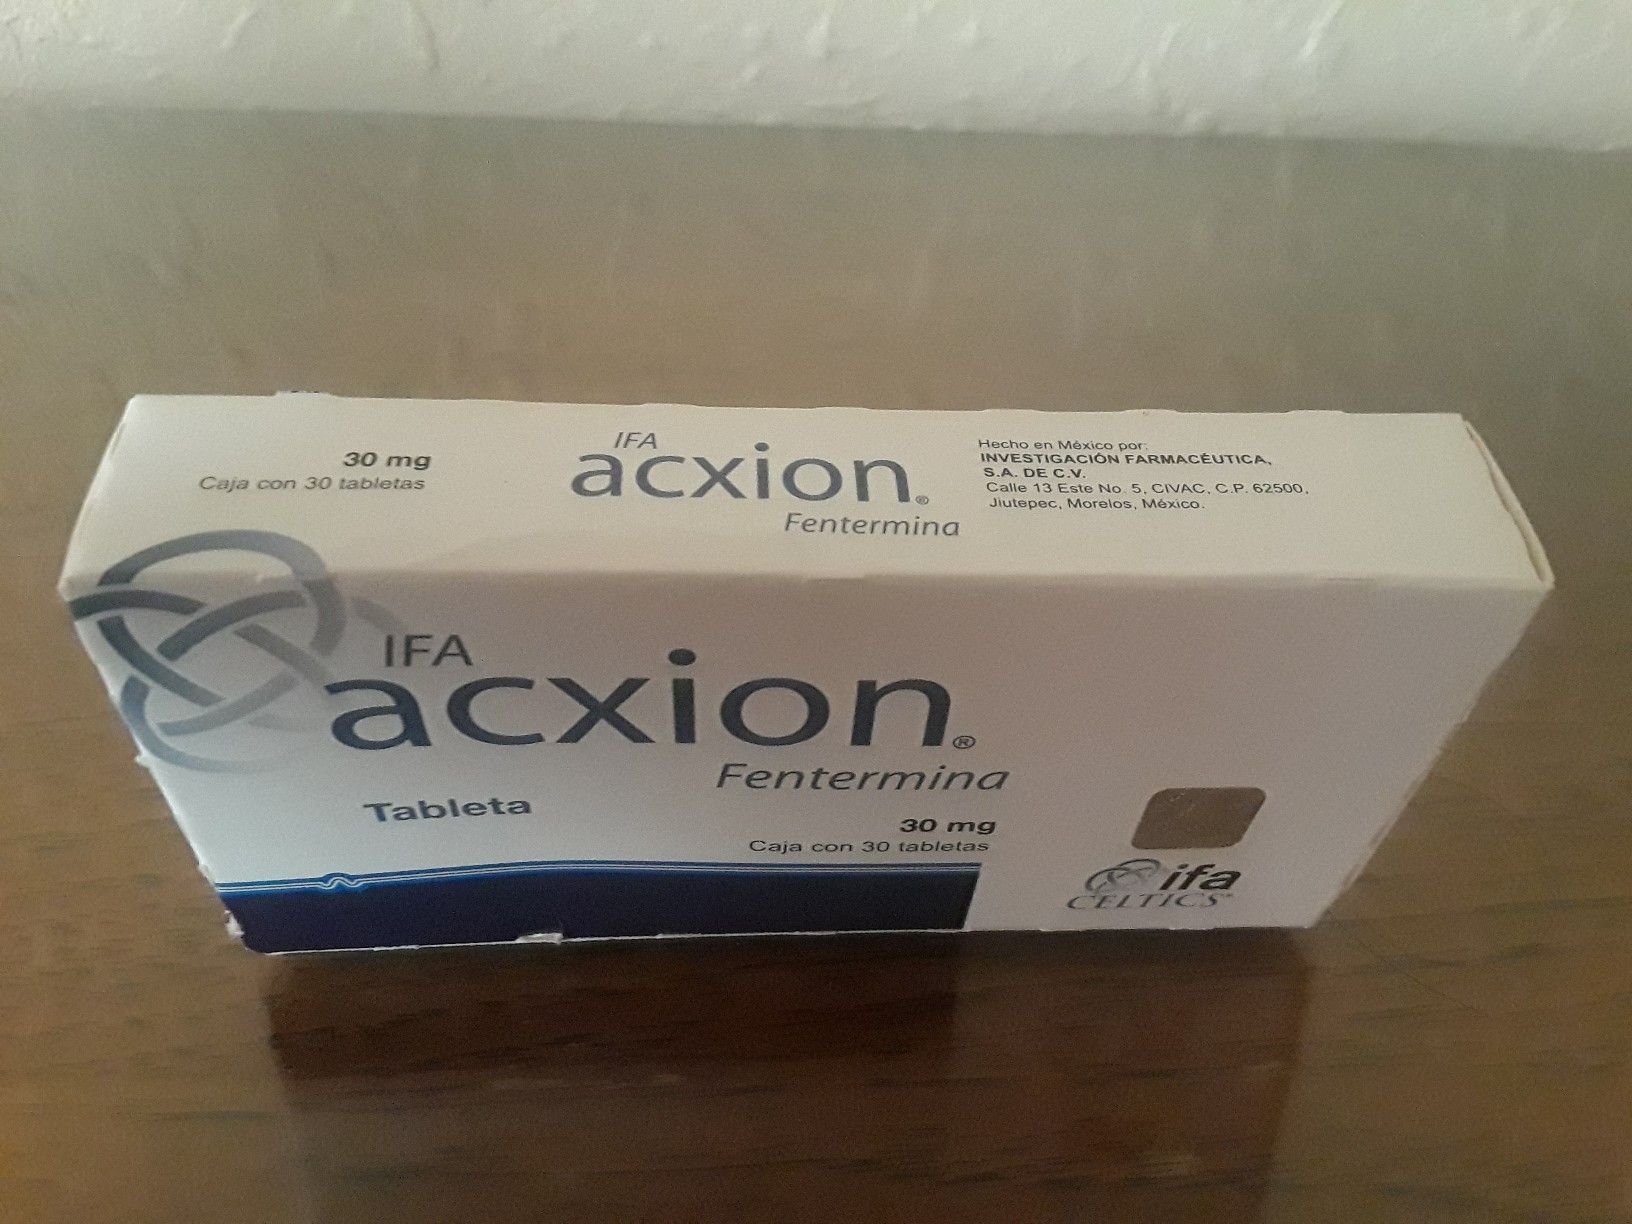 30 mg
Caja con 30 tabletas
IFA
acxion®
Fentermina
Hecho en México por:
INVESTIGACIÓN FARMACÉUTICA,
S.A. DE C.V.
Calle 13 Este No. 5, CIVAC, C.P. 62500,
Jiutepec, Morelos, México.
IFA
acxion®
Fentermina
Tableta
30 mg
Caja con 30 tabletas
ifa
CELTICS®